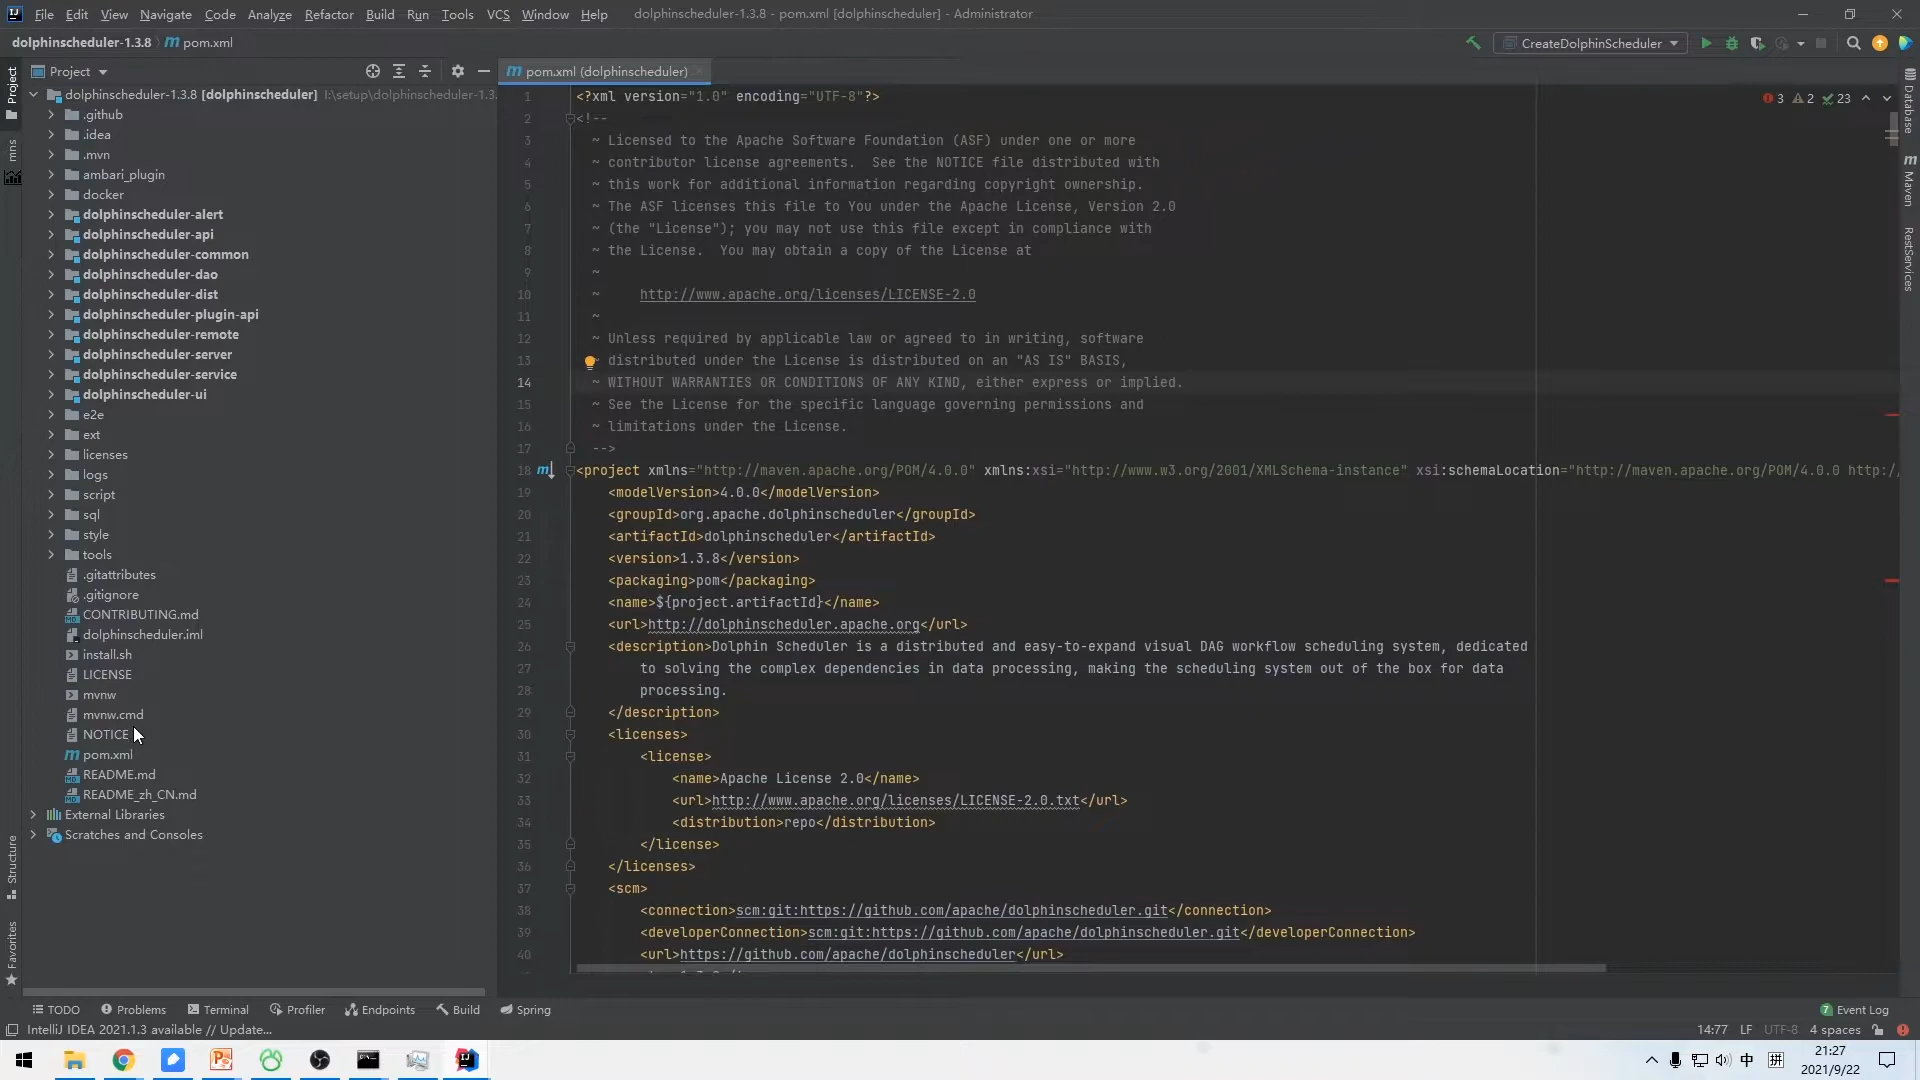 File Edit View Navigate Code Analyze Refactor Build Run Tools VCS Window Help dolphinscheduler-1.3.8 - pom.xml [dolphinscheduler] - Administrator
dolphinscheduler-1.3.8 pom.xml CreateDolphinScheduler
Project
dolphinscheduler-1.3.8 [dolphinscheduler] I:\setup\dolphinscheduler-1.3.
.github
.idea
.mvn
ambari_plugin
docker
dolphinscheduler-alert
dolphinscheduler-api
dolphinscheduler-common
dolphinscheduler-dao
dolphinscheduler-dist
dolphinscheduler-plugin-api
dolphinscheduler-remote
dolphinscheduler-server
dolphinscheduler-service
dolphinscheduler-ui
e2e
ext
licenses
logs
script
sql
style
tools
.gitattributes
.gitignore
CONTRIBUTING.md
dolphinscheduler.iml
install.sh
LICENSE
mvnw
mvnw.cmd
NOTICE
pom.xml
README.md
README_zh_CN.md
External Libraries
Scratches and Consoles
Project
mns
Structure
Favorites
pom.xml (dolphinscheduler)
3 2 23
1 <?xml version="1.0" encoding="UTF-8"?>
2 <!--
3 ~ Licensed to the Apache Software Foundation (ASF) under one or more
4 ~ contributor license agreements.  See the NOTICE file distributed with
5 ~ this work for additional information regarding copyright ownership.
6 ~ The ASF licenses this file to You under the Apache License, Version 2.0
7 ~ (the "License"); you may not use this file except in compliance with
8 ~ the License.  You may obtain a copy of the License at
9 ~
10 ~     http://www.apache.org/licenses/LICENSE-2.0
11 ~
12 ~ Unless required by applicable law or agreed to in writing, software
13 ~ distributed under the License is distributed on an "AS IS" BASIS,
14 ~ WITHOUT WARRANTIES OR CONDITIONS OF ANY KIND, either express or implied.
15 ~ See the License for the specific language governing permissions and
16 ~ limitations under the License.
17 -->
18 <project xmlns="http://maven.apache.org/POM/4.0.0" xmlns:xsi="http://www.w3.org/2001/XMLSchema-instance" xsi:schemaLocation="http://maven.apache.org/POM/4.0.0 http:/
19 <modelVersion>4.0.0</modelVersion>
20 <groupId>org.apache.dolphinscheduler</groupId>
21 <artifactId>dolphinscheduler</artifactId>
22 <version>1.3.8</version>
23 <packaging>pom</packaging>
24 <name>${project.artifactId}</name>
25 <url>http://dolphinscheduler.apache.org</url>
26 <description>Dolphin Scheduler is a distributed and easy-to-expand visual DAG workflow scheduling system, dedicated
27 to solving the complex dependencies in data processing, making the scheduling system out of the box for data
28 processing.
29 </description>
30 <licenses>
31 <license>
32 <name>Apache License 2.0</name>
33 <url>http://www.apache.org/licenses/LICENSE-2.0.txt</url>
34 <distribution>repo</distribution>
35 </license>
36 </licenses>
37 <scm>
38 <connection>scm:git:https://github.com/apache/dolphinscheduler.git</connection>
39 <developerConnection>scm:git:https://github.com/apache/dolphinscheduler.git</developerConnection>
40 <url>https://github.com/apache/dolphinscheduler</url>
Database
Maven
RestServices
TODO Problems Terminal Profiler Endpoints Build Spring 7 Event Log
IntelliJ IDEA 2021.1.3 available // Update... 14:77 LF UTF-8 4 spaces
中 拼 21:27
2021/9/22